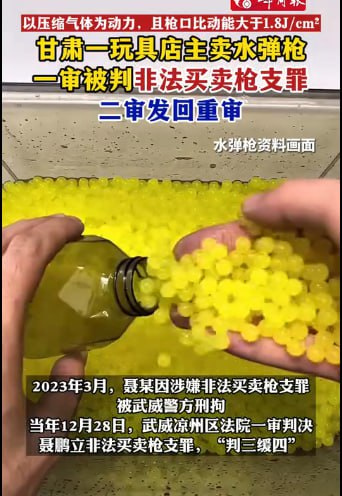 以压缩气体为动力，且枪口比动能大于1.8J/cm²
甘肃一玩具店主卖水弹枪
一审被判非法买卖枪支罪
二审发回重审
水弹枪资料画面
2023年3月，聂某因涉嫌非法买卖枪支罪
被武威警方刑拘
当年12月28日，武威凉州区法院一审判决
聂鹏立非法买卖枪支罪，“判三缓四”